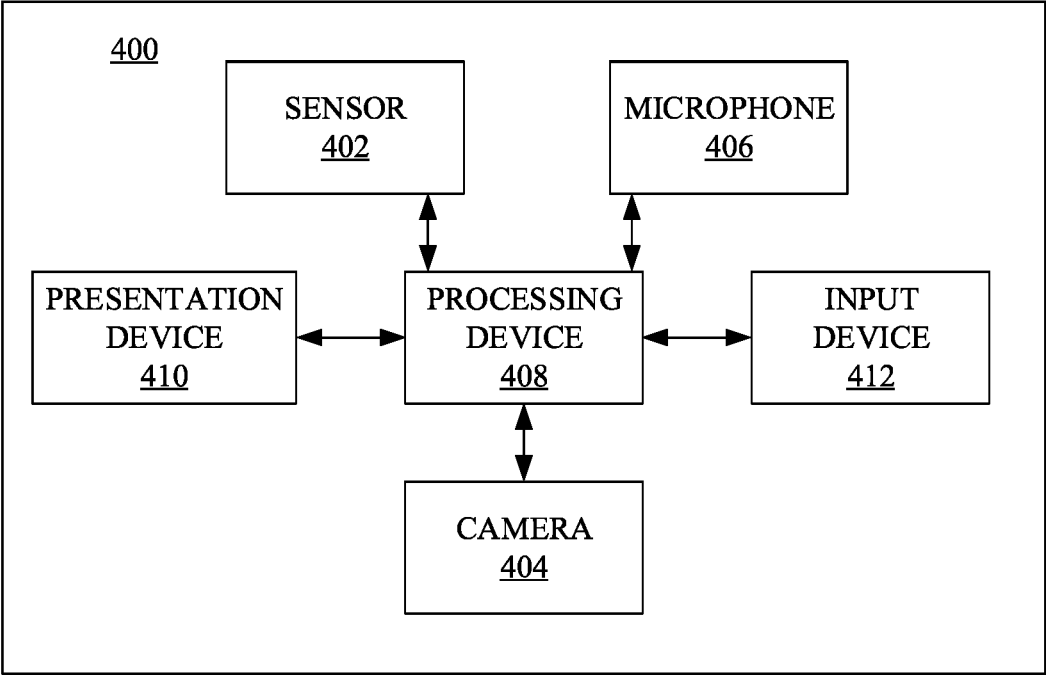 400
SENSOR
402
MICROPHONE
406
PRESENTATION
DEVICE
410
PROCESSING
DEVICE
408
INPUT
DEVICE
412
CAMERA
404